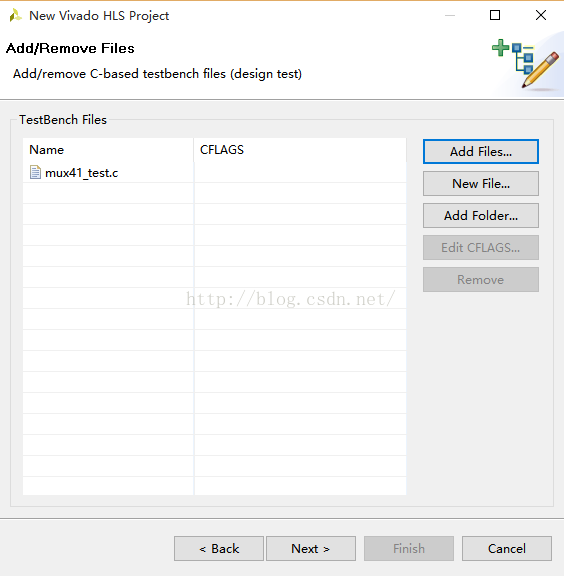 New Vivado HLS Project
Add/Remove Files
Add/remove C-based testbench files (design test)
TestBench Files
Name CFLAGS
mux41_test.c
Add Files...
New File...
Add Folder...
Edit CFLAGS...
Remove
http://blog.csdn.net/
< Back Next > Finish Cancel